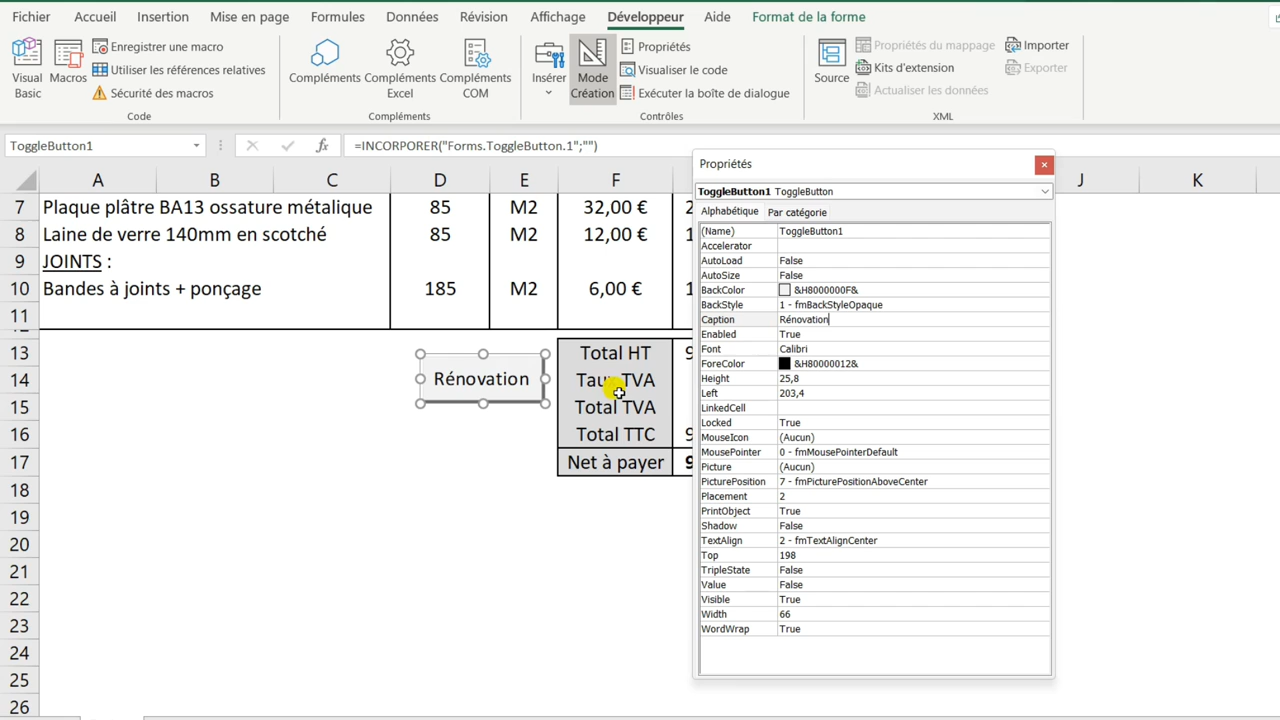 Fichier Accueil Insertion Mise en page Formules Données Révision Affichage Développeur Aide Format de la forme
Visual Basic
Macros
Enregistrer une macro
Utiliser les références relatives
Sécurité des macros
Code
Compléments
Compléments Excel
Compléments COM
Compléments
Insérer
Mode Création
Propriétés
Visualiser le code
Exécuter la boîte de dialogue
Contrôles
Source
Propriétés du mappage
Kits d'extension
Actualiser les données
Importer
Exporter
XML
ToggleButton1 fx =INCORPORER("Forms.ToggleButton.1";"")
A B C D E F J K
7 Plaque plâtre BA13 ossature métalique 85 M2 32,00 € 2
8 Laine de verre 140mm en scotché 85 M2 12,00 € 1
9 JOINTS :
10 Bandes à joints + ponçage 185 M2 6,00 € 1
11
13 Total HT 9
14 Rénovation Taux TVA
15 Total TVA
16 Total TTC 9
17 Net à payer 9
18
19
20
21
22
23
24
25
26
Propriétés
ToggleButton1 ToggleButton
Alphabétique Par catégorie
(Name) ToggleButton1
Accelerator
AutoLoad False
AutoSize False
BackColor &H8000000F&
BackStyle 1 - fmBackStyleOpaque
Caption Rénovation
Enabled True
Font Calibri
ForeColor &H80000012&
Height 25,8
Left 203,4
LinkedCell
Locked True
MouseIcon (Aucun)
MousePointer 0 - fmMousePointerDefault
Picture (Aucun)
PicturePosition 7 - fmPicturePositionAboveCenter
Placement 2
PrintObject True
Shadow False
TextAlign 2 - fmTextAlignCenter
Top 198
TripleState False
Value False
Visible True
Width 66
WordWrap True